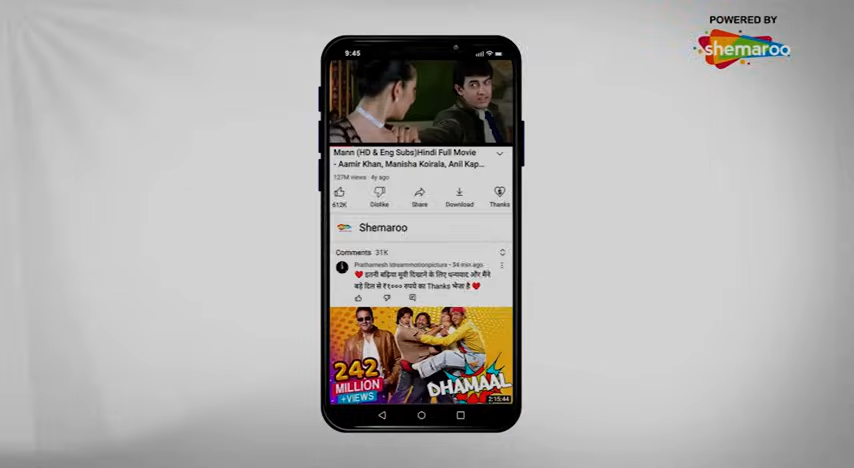 POWERED BY
shemaroo
9:45
Mann (HD & Eng Subs)Hindi Full Movie
- Aamir Khan, Manisha Koirala, Anil Kap...
127M views · 4y ago
612K Dislike Share Download Thanks
Shemaroo
Comments 31K
Prathamesh Idreammotionpicture • 34 min ago
❤️ इतनी बढ़िया मूवी दिखाने के लिए धन्यवाद और मैंने
बड़े दिल से ₹१००० रुपये का Thanks भेजा है ❤️
242
MILLION
+VIEWS
DHAMAAL
2:15:44